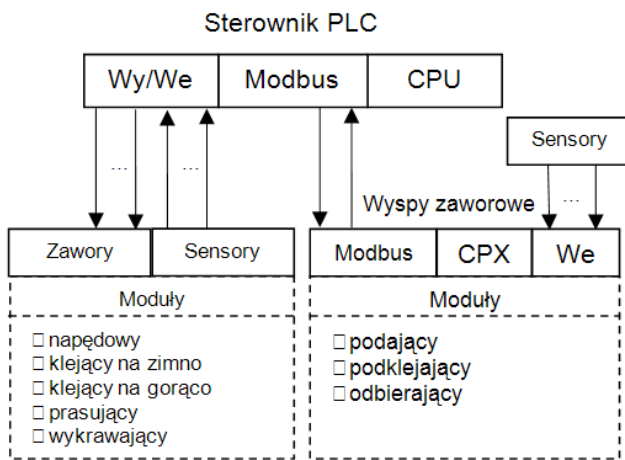 Sterownik PLC
Wy/We Modbus CPU
Sensory
... ... ...
Wyspy zaworowe
Zawory Sensory Modbus CPX We
Moduły Moduły
□ napędowy
□ klejący na zimno
□ klejący na gorąco
□ prasujący
□ wykrawający
□ podający
□ podklejający
□ odbierający